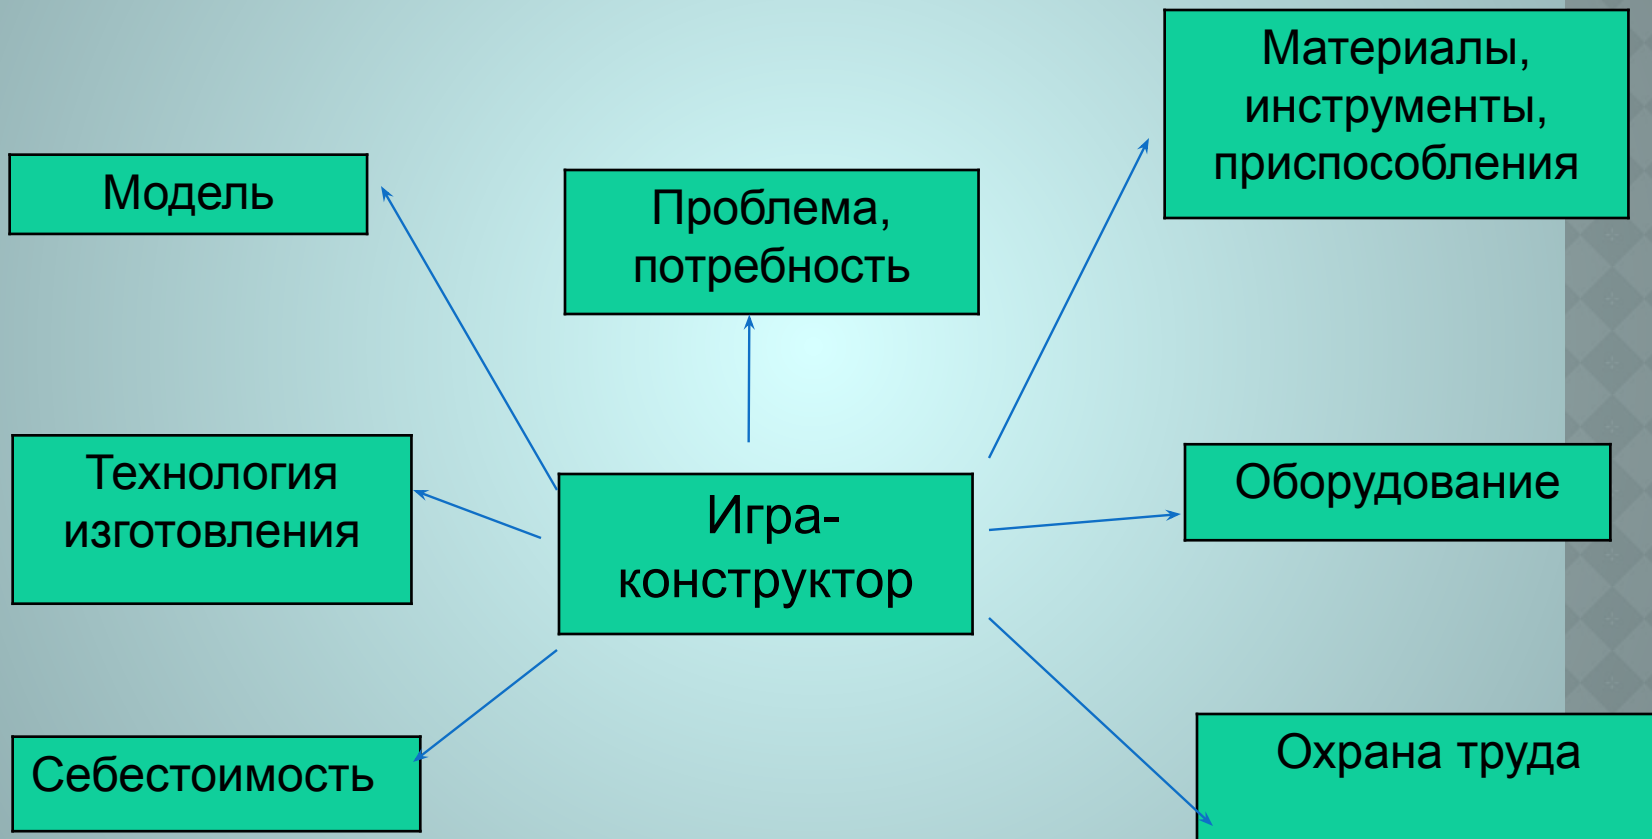 Материалы,
инструменты,
приспособления
Модель
Проблема,
потребность
Технология
изготовления
Игра-
конструктор
Оборудование
Себестоимость
Охрана труда